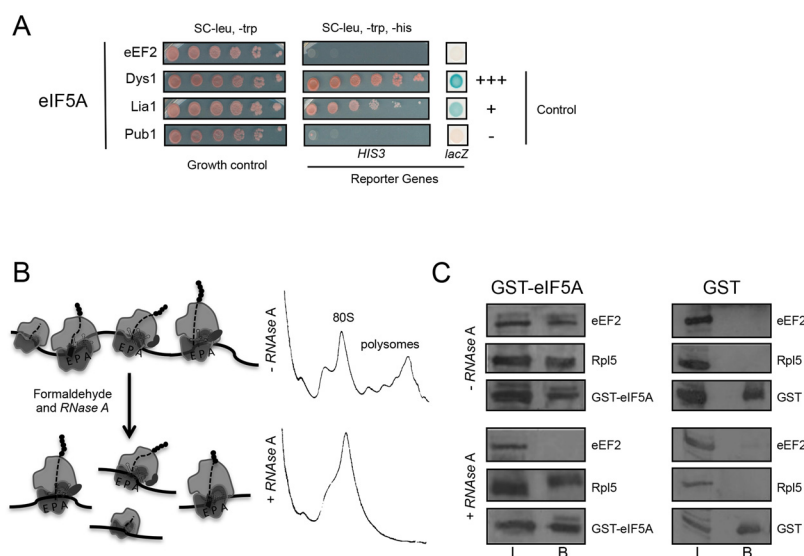 A
SC-leu, -trp
SC-leu, -trp, -his
eIF5A
eEF2
Dys1
+++
Lia1
+
Pub1
-
Control
HIS3
lacZ
Growth control
Reporter Genes
B
E P A
E P A
Formaldehyde
and RNase A
E P A
E P A
E P A
- RNAse A
80S
polysomes
+ RNAse A
C
GST-eIF5A
GST
- RNAse A
eEF2
eEF2
Rpl5
Rpl5
GST-eIF5A
GST
+ RNAse A
eEF2
eEF2
Rpl5
Rpl5
GST-eIF5A
GST
I B
I B